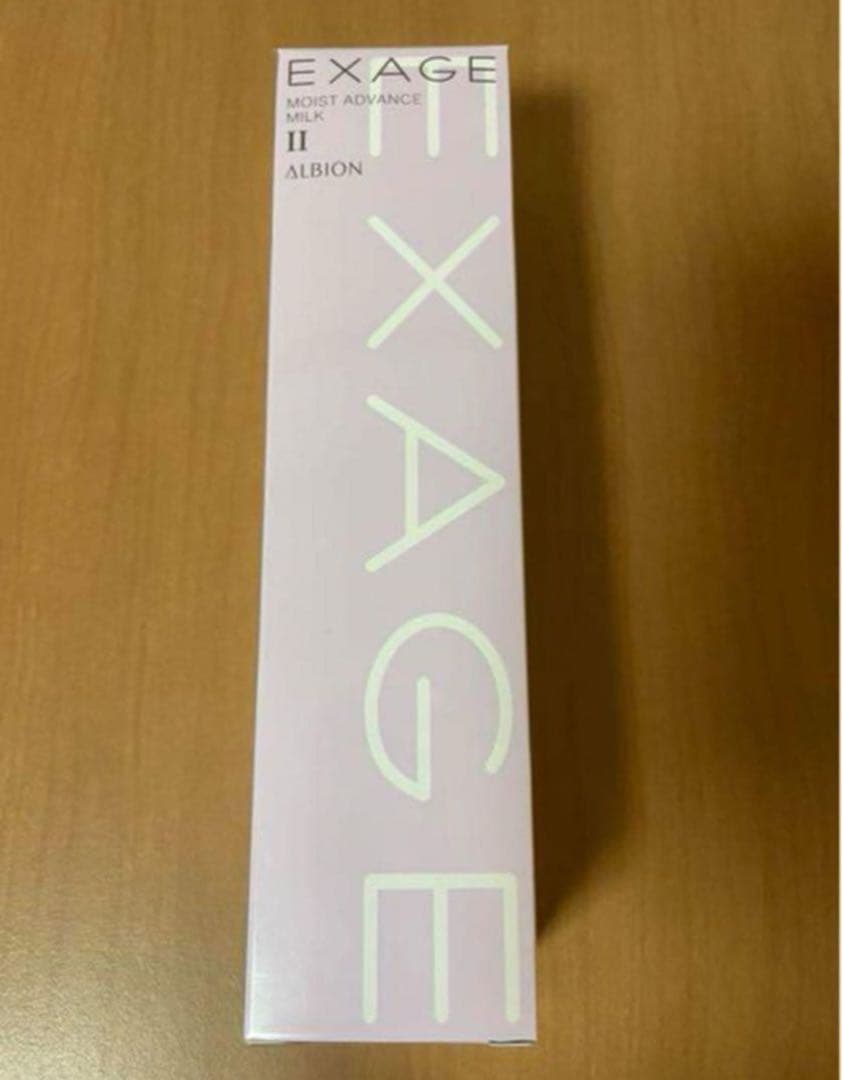 EXAGE
MOIST ADVANCE
MILK
II
ALBION
EXAGE